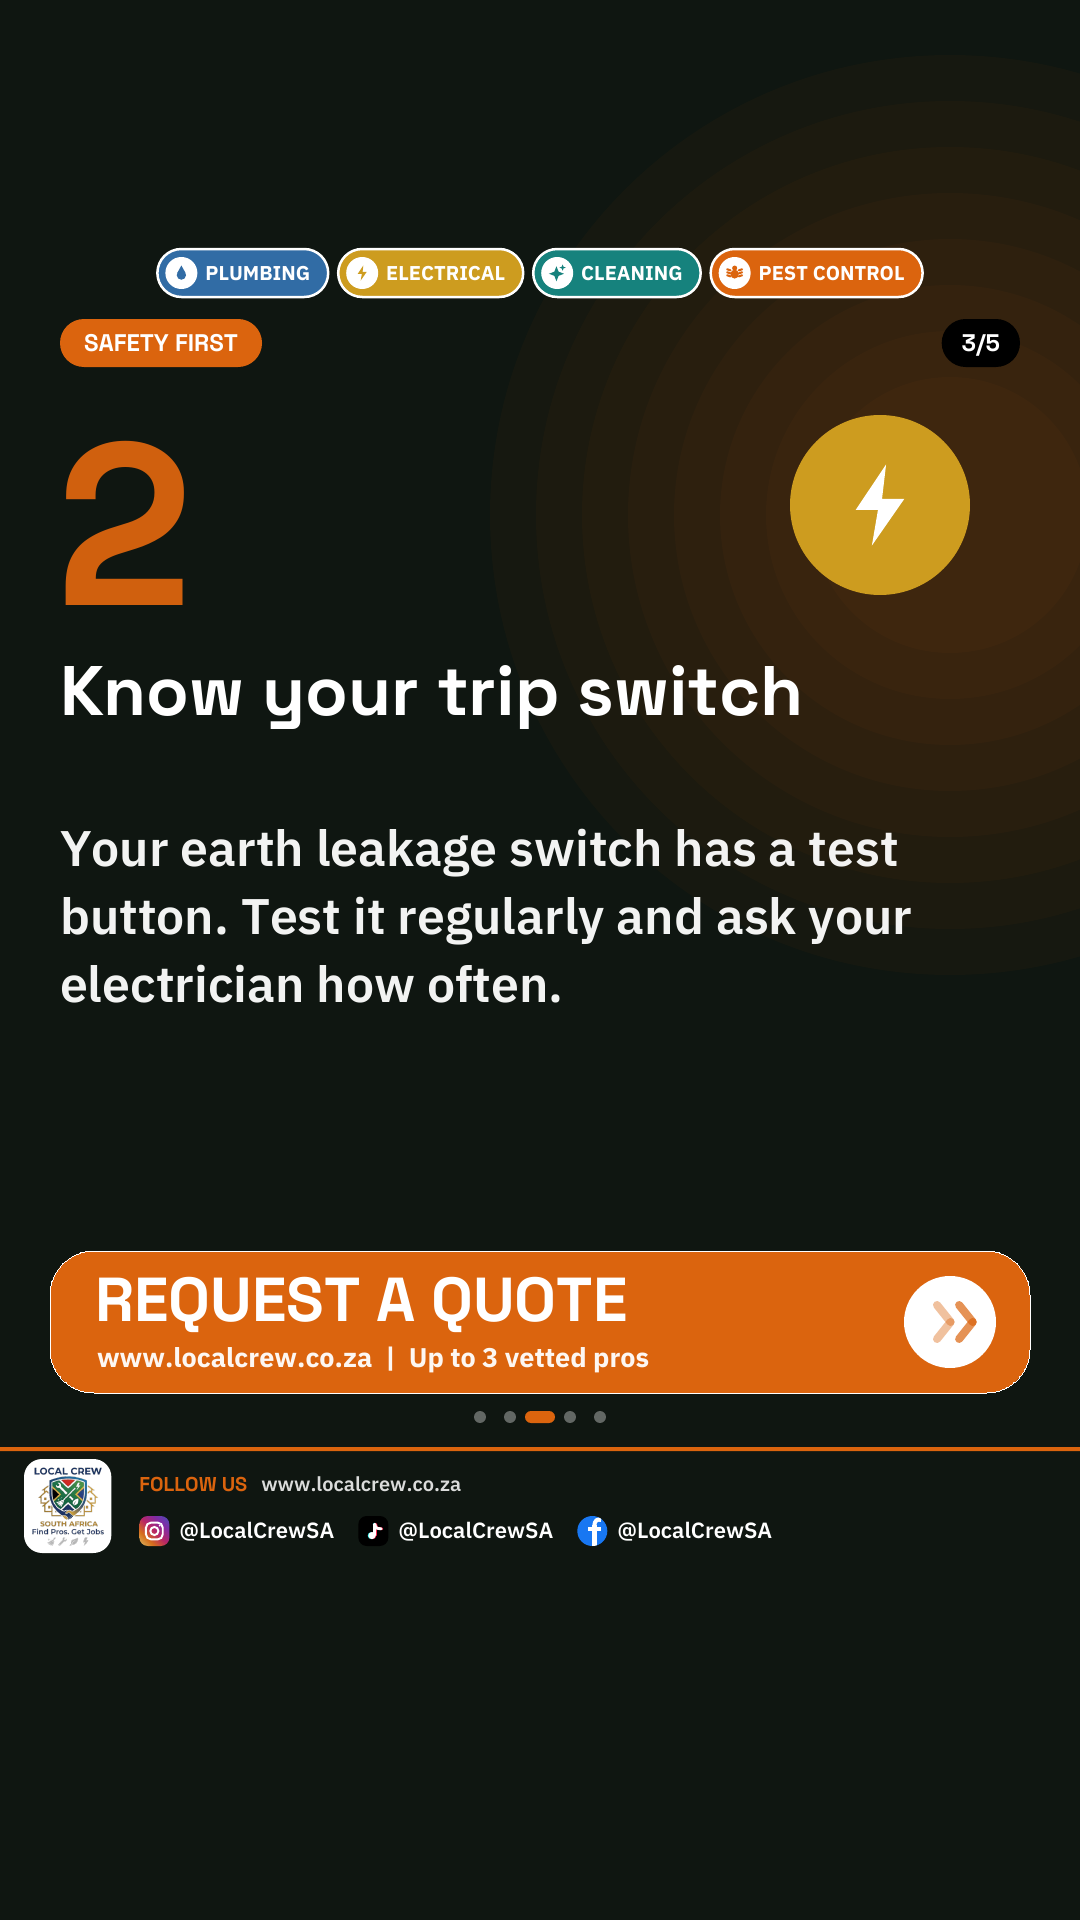 PLUMBING
ELECTRICAL
CLEANING
PEST CONTROL
SAFETY FIRST
3/5
2
Know your trip switch
Your earth leakage switch has a test
button. Test it regularly and ask your
electrician how often.
REQUEST A QUOTE
www.localcrew.co.za | Up to 3 vetted pros
LOCAL CREW
SOUTH AFRICA
Find Pros. Get Jobs
FOLLOW US www.localcrew.co.za
@LocalCrewSA @LocalCrewSA @LocalCrewSA